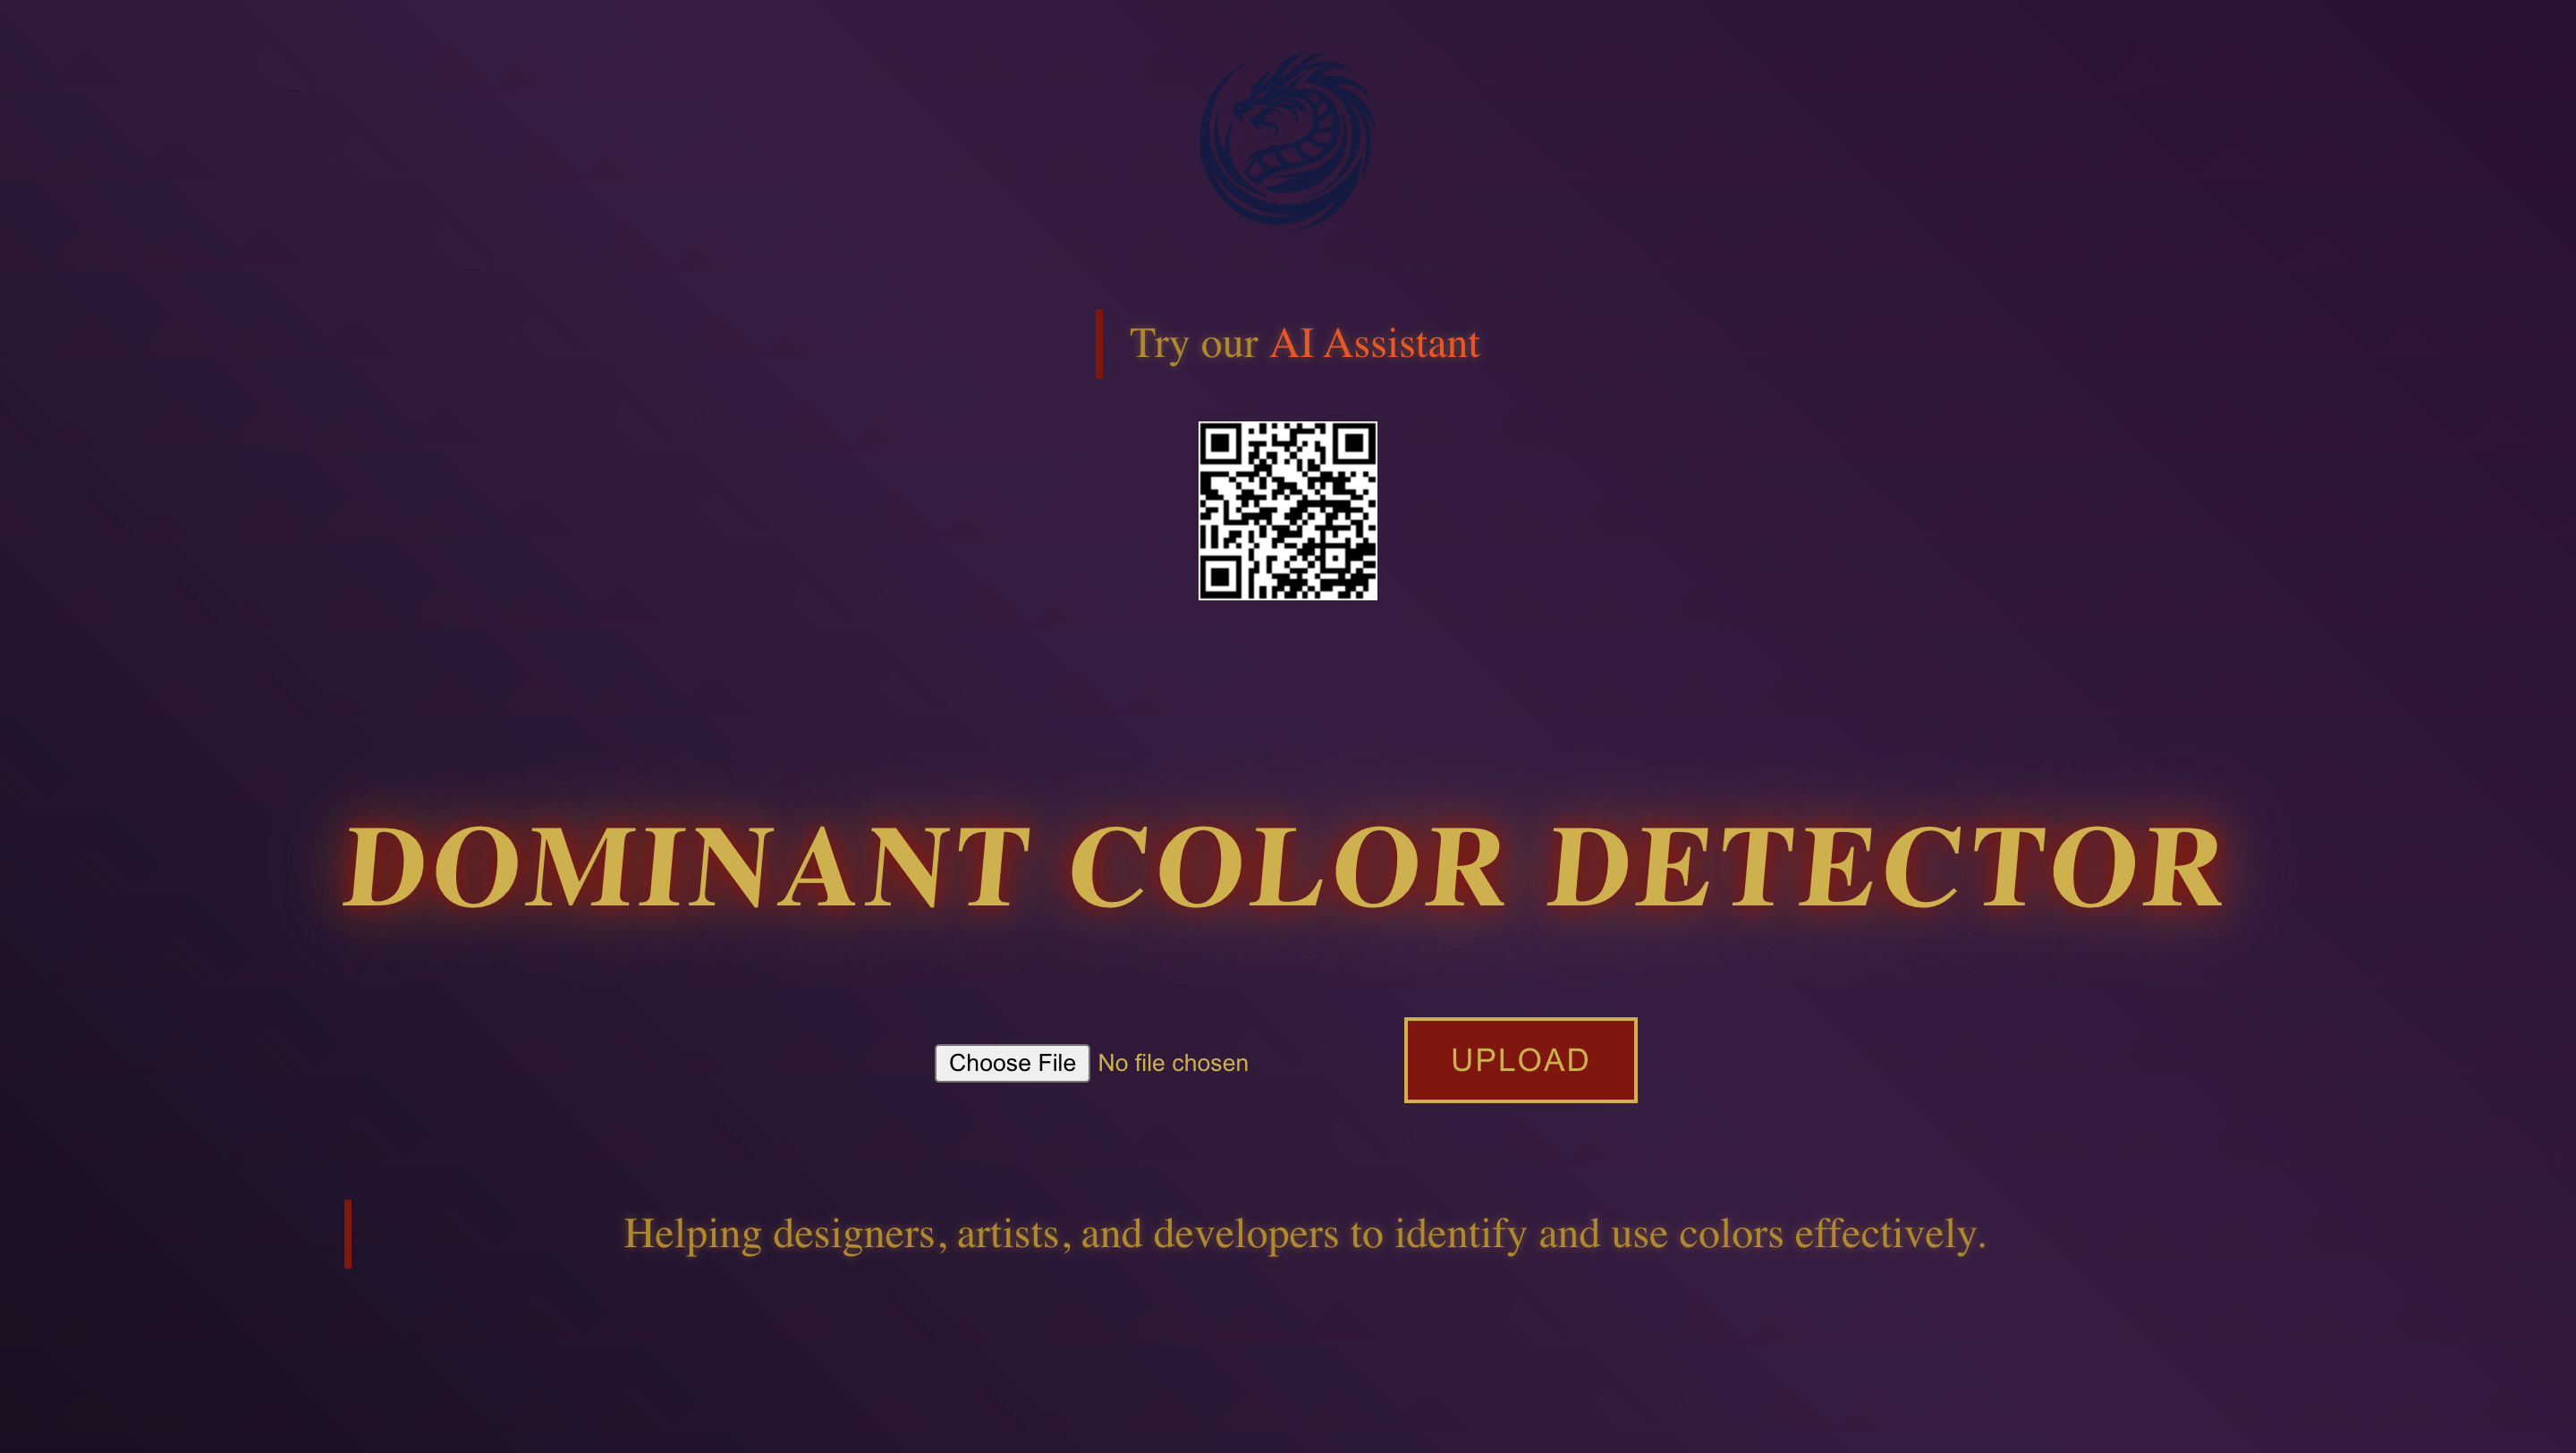 Try our AI Assistant
DOMINANT COLOR DETECTOR
Choose File No file chosen UPLOAD
Helping designers, artists, and developers to identify and use colors effectively.